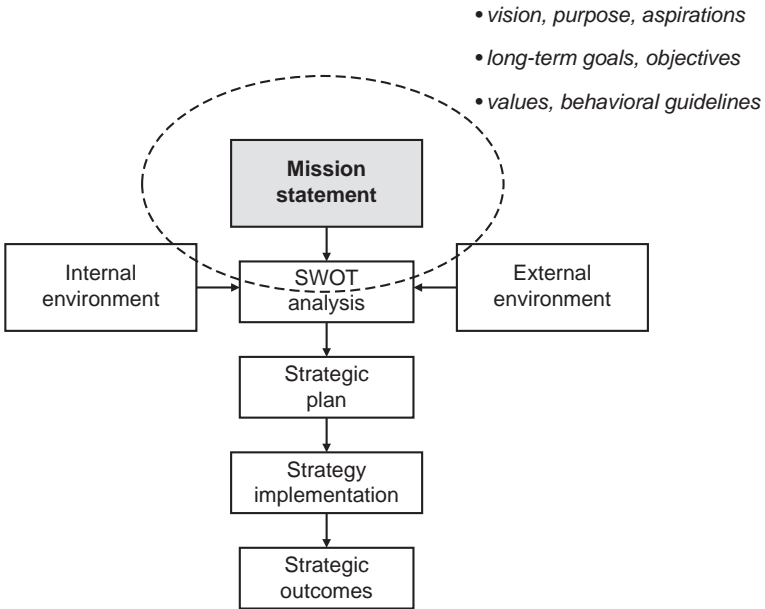 • vision, purpose, aspirations
• long-term goals, objectives
• values, behavioral guidelines
Mission
statement
Internal
environment
SWOT
analysis
External
environment
Strategic
plan
Strategy
implementation
Strategic
outcomes